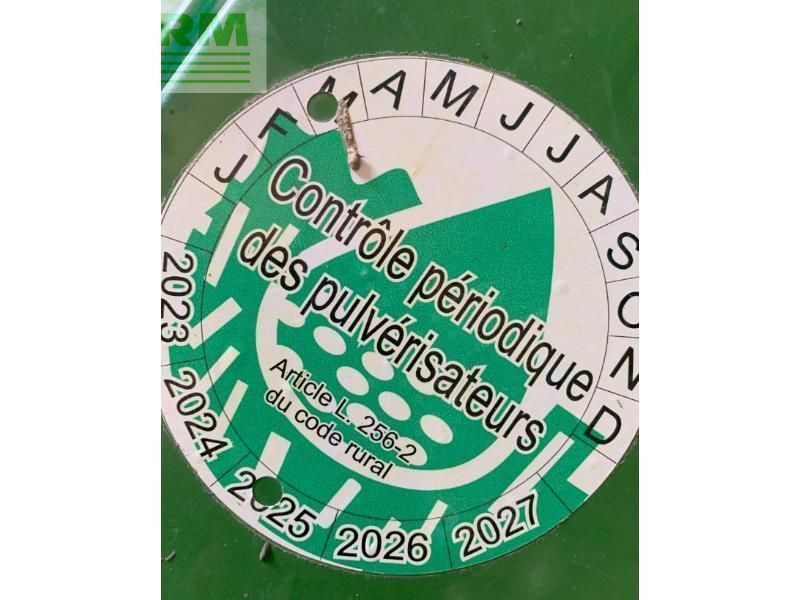 RM
J F M A M J J A S O N D
Contrôle périodique
des pulvérisateurs
Article L. 256-2
du code rural
2023 2024 2025 2026 2027